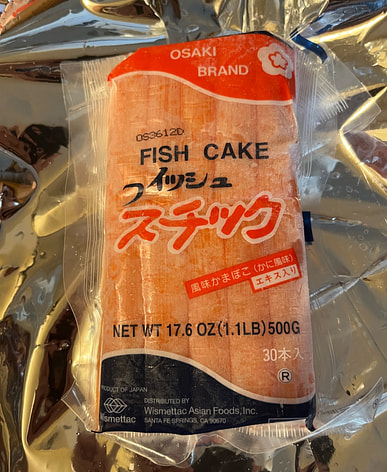 OSAKI
BRAND
OS3612D
FISH CAKE
フィッシュ
スチック
風味かまぼこ(かに風味)
エキス入り
NET WT 17.6 OZ(1.1LB)500G
30本入
R
PRODUCT OF JAPAN
DISTRIBUTED BY
Wismettac Asian Foods, Inc.
SANTA FE SPRINGS, CA 90670
Wismettac